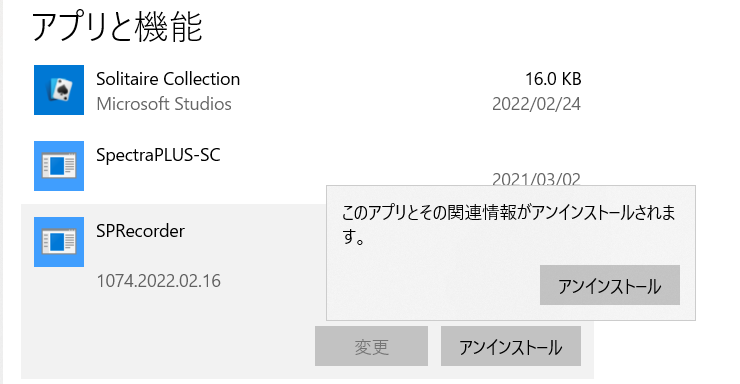 アプリと機能
Solitaire Collection
16.0 KB
Microsoft Studios
2022/02/24
SpectraPLUS-SC
2021/03/02
このアプリとその関連情報がアンインストールされま
す。
SPRecorder
アンインストール
1074.2022.02.16
変更
アンインストール